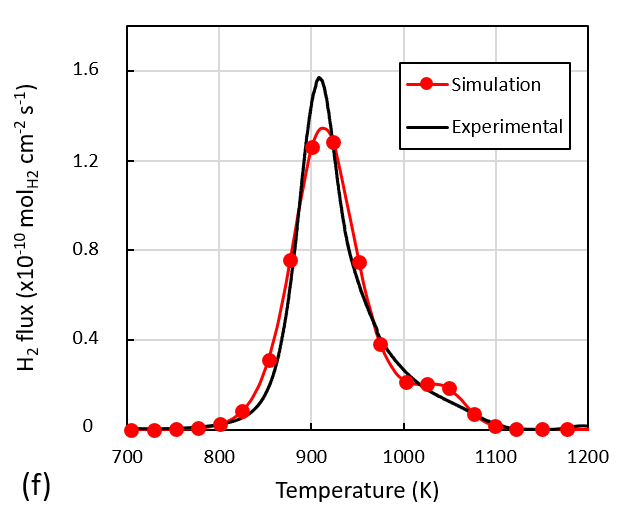 H2 flux (x10-10 molH2 cm-2 s-1)
1.6
1.2
0.8
0.4
0
Simulation
Experimental
700 800 900 1000 1100 1200
Temperature (K)
(f)